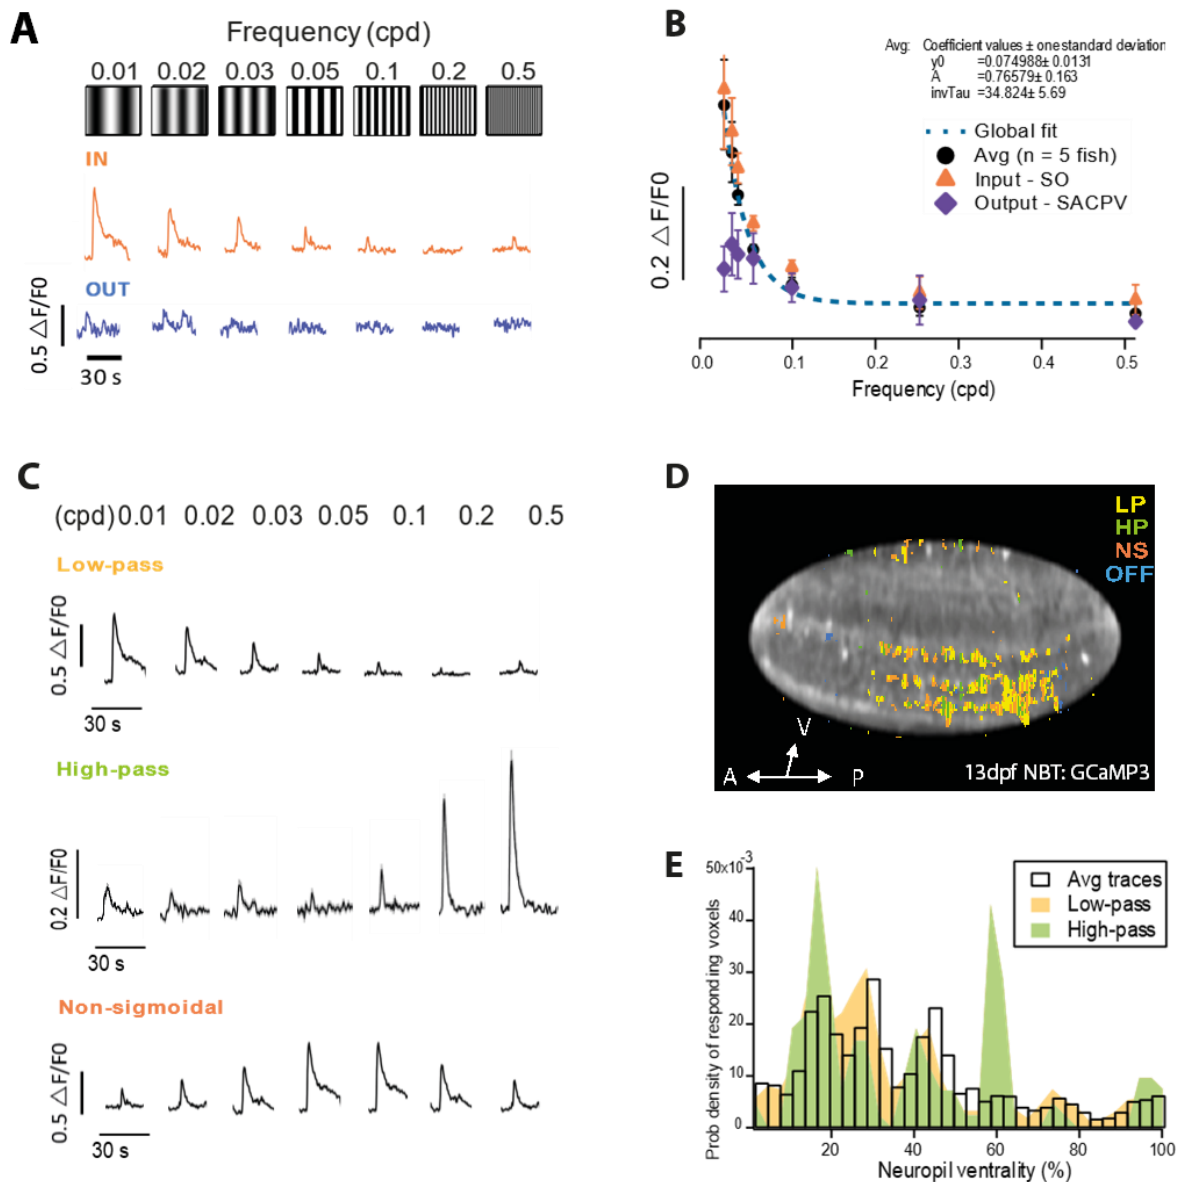 A
Frequency (cpd)
0.01 0.02 0.03 0.05 0.1 0.2 0.5
IN
OUT
0.5 △F/F0
30 s
B
Avg: Coefficient values ± one standard deviation
y0 =0.074988± 0.0131
A =0.76579± 0.163
invTau =34.824± 5.69
Global fit
Avg (n = 5 fish)
Input - SO
Output - SACPV
0.2 △F/F0
0.0 0.1 0.2 0.3 0.4 0.5
Frequency (cpd)
C
(cpd) 0.01 0.02 0.03 0.05 0.1 0.2 0.5
Low-pass
0.5 △F/F0
30 s
High-pass
0.2 △F/F0
30 s
Non-sigmoidal
0.5 △F/F0
30 s
D
LP
HP
NS
OFF
V
A P
13dpf NBT: GCaMP3
E
50x10-3
40
30
20
10
0
Prob density of responding voxels
Avg traces
Low-pass
High-pass
20 40 60 80 100
Neuropil ventrality (%)